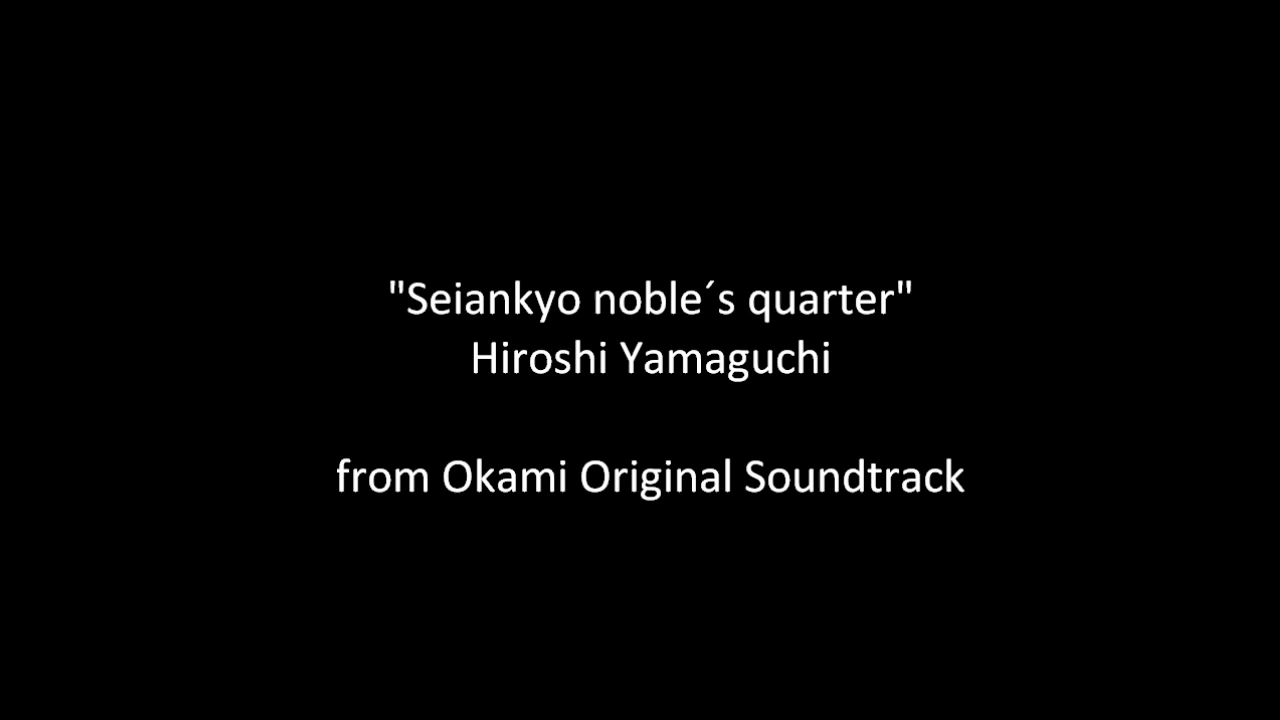 "Seiankyo noble´s quarter"
Hiroshi Yamaguchi
from Okami Original Soundtrack